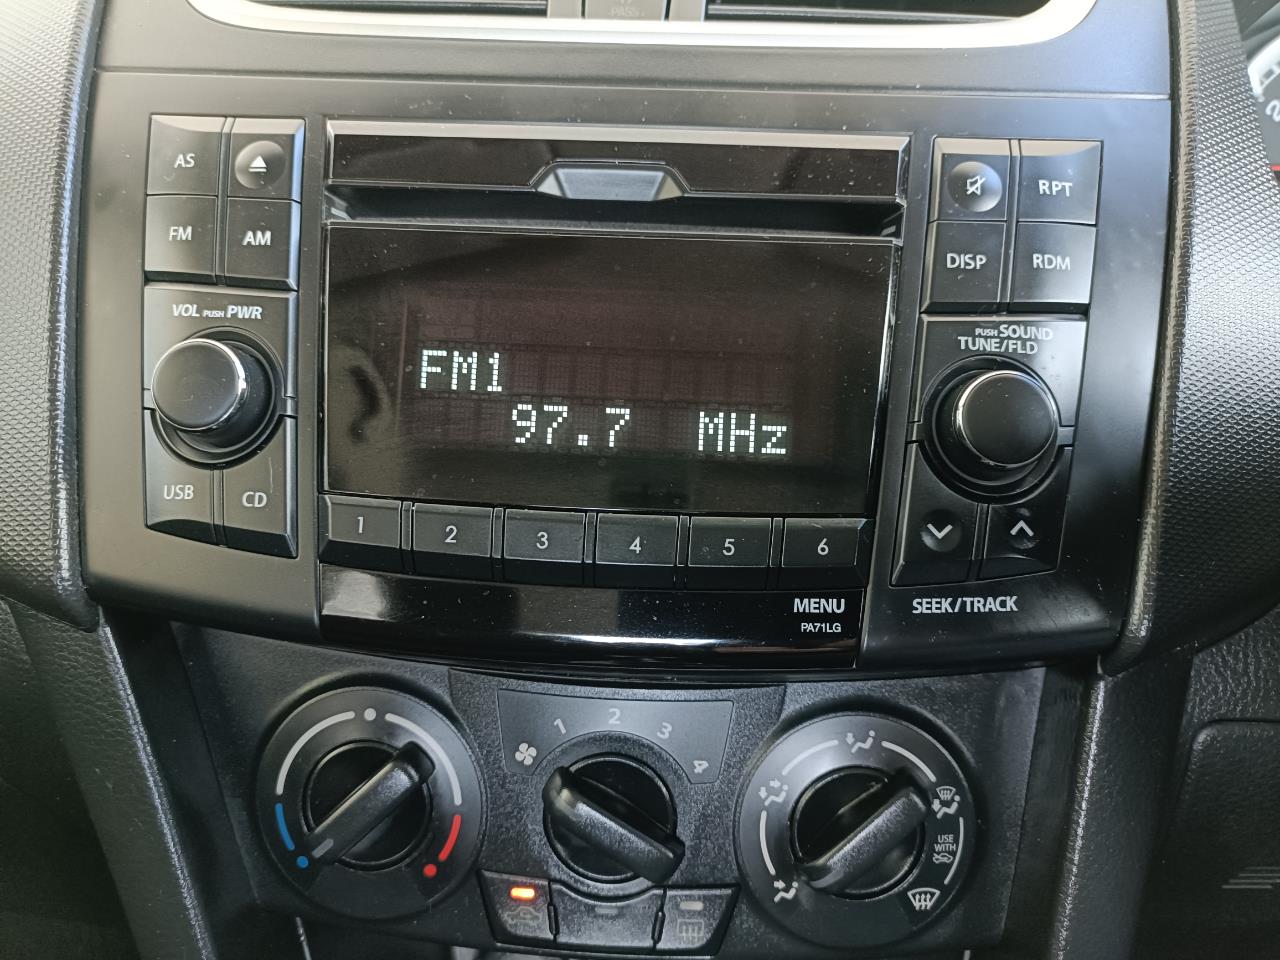 PASS
AS
RPT
FM
AM
DISP
RDM
VOL PUSH PWR
PUSH SOUND
TUNE/FLD
FM1
97.7 MHz
USB
CD
1
2
3
4
5
6
MENU
PA71LG
SEEK/TRACK
1
2
3
4
USE
WITH